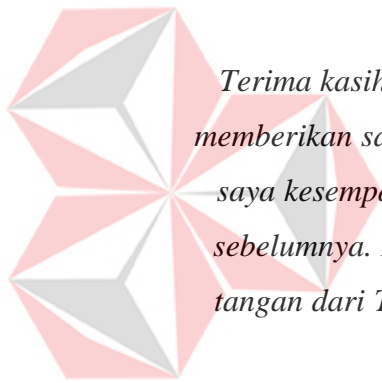 Terima kasih
memberikan sa
saya kesempa
sebelumnya.
tangan dari T